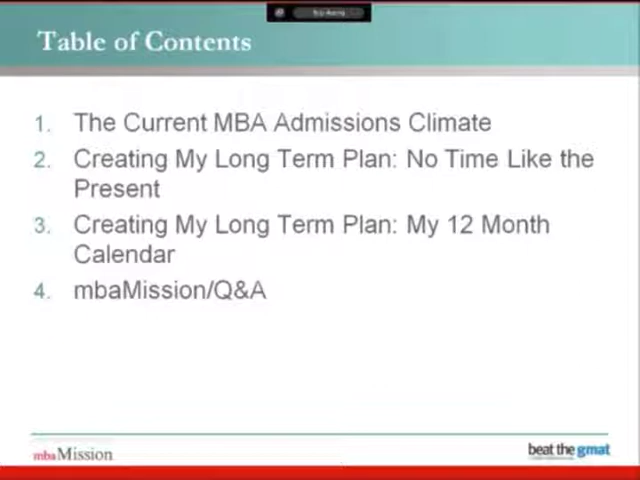 Table of Contents
1. The Current MBA Admissions Climate
2. Creating My Long Term Plan: No Time Like the
Present
3. Creating My Long Term Plan: My 12 Month
Calendar
4. mbaMission/Q&A
mbaMission
beat the gmat